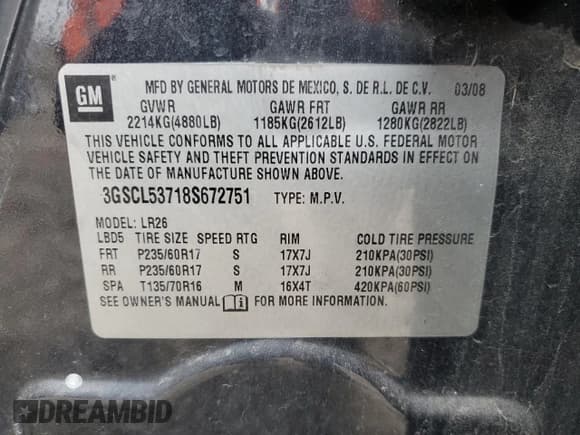 GM
MFD BY GENERAL MOTORS DE MEXICO, S. DE R.L. DE C.V. 03/08
GVWR GAWR FRT GAWR RR
2214KG(4880LB) 1185KG(2612LB) 1280KG(2822LB)
THIS VEHICLE CONFORMS TO ALL APPLICABLE U.S. FEDERAL MOTOR
VEHICLE SAFETY AND THEFT PREVENTION STANDARDS IN EFFECT ON
THE DATE OF MANUFACTURE SHOWN ABOVE.
3GSCL53718S672751 TYPE: M.P.V.
MODEL: LR26
LBD5 TIRE SIZE SPEED RTG RIM COLD TIRE PRESSURE
FRT P235/60R17 S 17X7J 210KPA(30PSI)
RR P235/60R17 S 17X7J 210KPA(30PSI)
SPA T135/70R16 M 16X4T 420KPA(60PSI)
SEE OWNER'S MANUAL FOR MORE INFORMATION.
DREAMBID